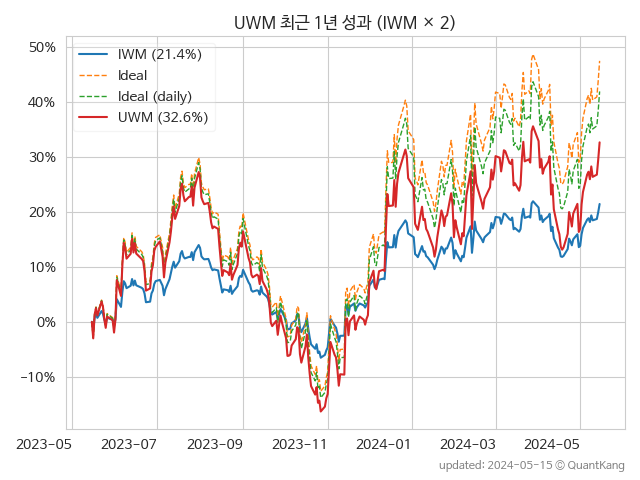 UWM 최근 1년 성과 (IWM × 2)
IWM (21.4%)
Ideal
Ideal (daily)
UWM (32.6%)
50%
40%
30%
20%
10%
0%
−10%
2023-05 2023-07 2023-09 2023-11 2024-01 2024-03 2024-05
updated: 2024-05-15 © QuantKang